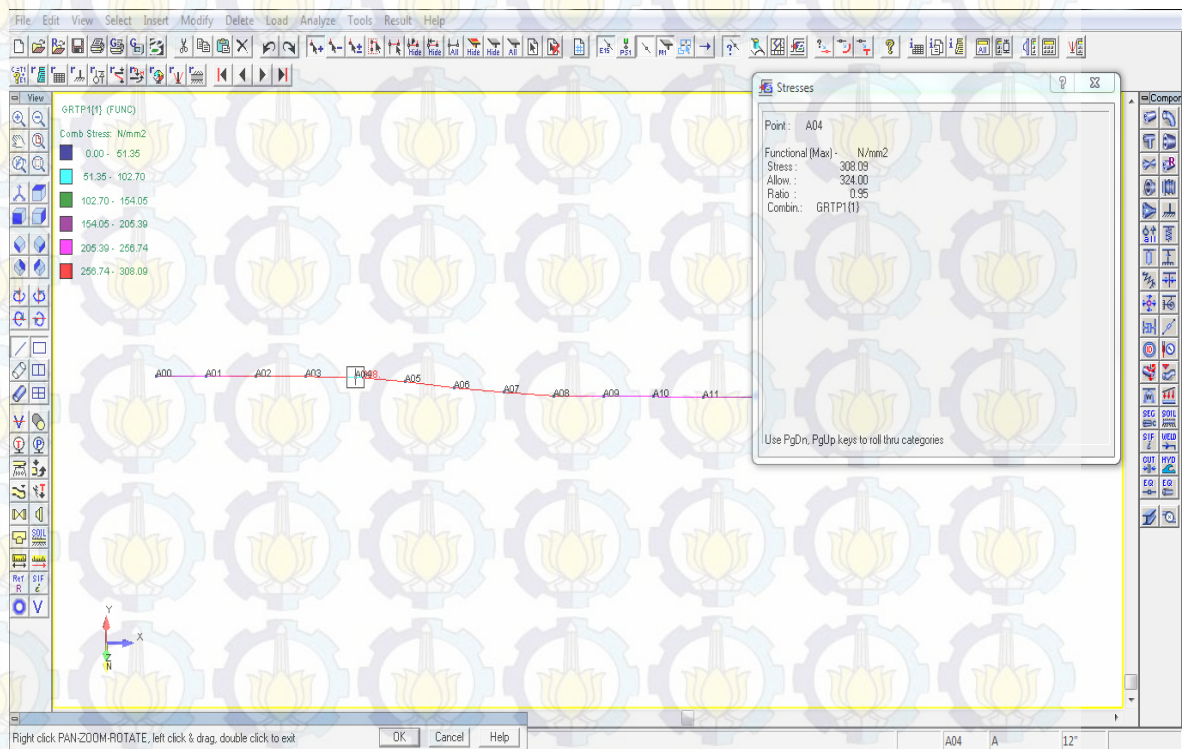 File Edit View Select Insert Modify Delete Load Analyze Tools Result Help
View
GRTP1{1} (FUNC)
Comb Stress: N/mm2
0.00 - 51.35
51.35 - 102.70
102.70 - 154.05
154.05 - 205.39
205.39 - 256.74
256.74 - 308.09
Stresses
Point : A04
Functional (Max) - N/mm2
Stress : 308.09
Allow. : 324.00
Ratio : 0.95
Combin.: GRTP1{1}
Use PgDn, PgUp keys to roll thru categories
Compor
A00 A01 A02 A03 A05 A06 A07 A08 A09 A10 A11
Y
X
Z
N
Right click PAN-ZOOM-ROTATE, left click & drag, double click to exit
OK Cancel Help
A04 A 12"